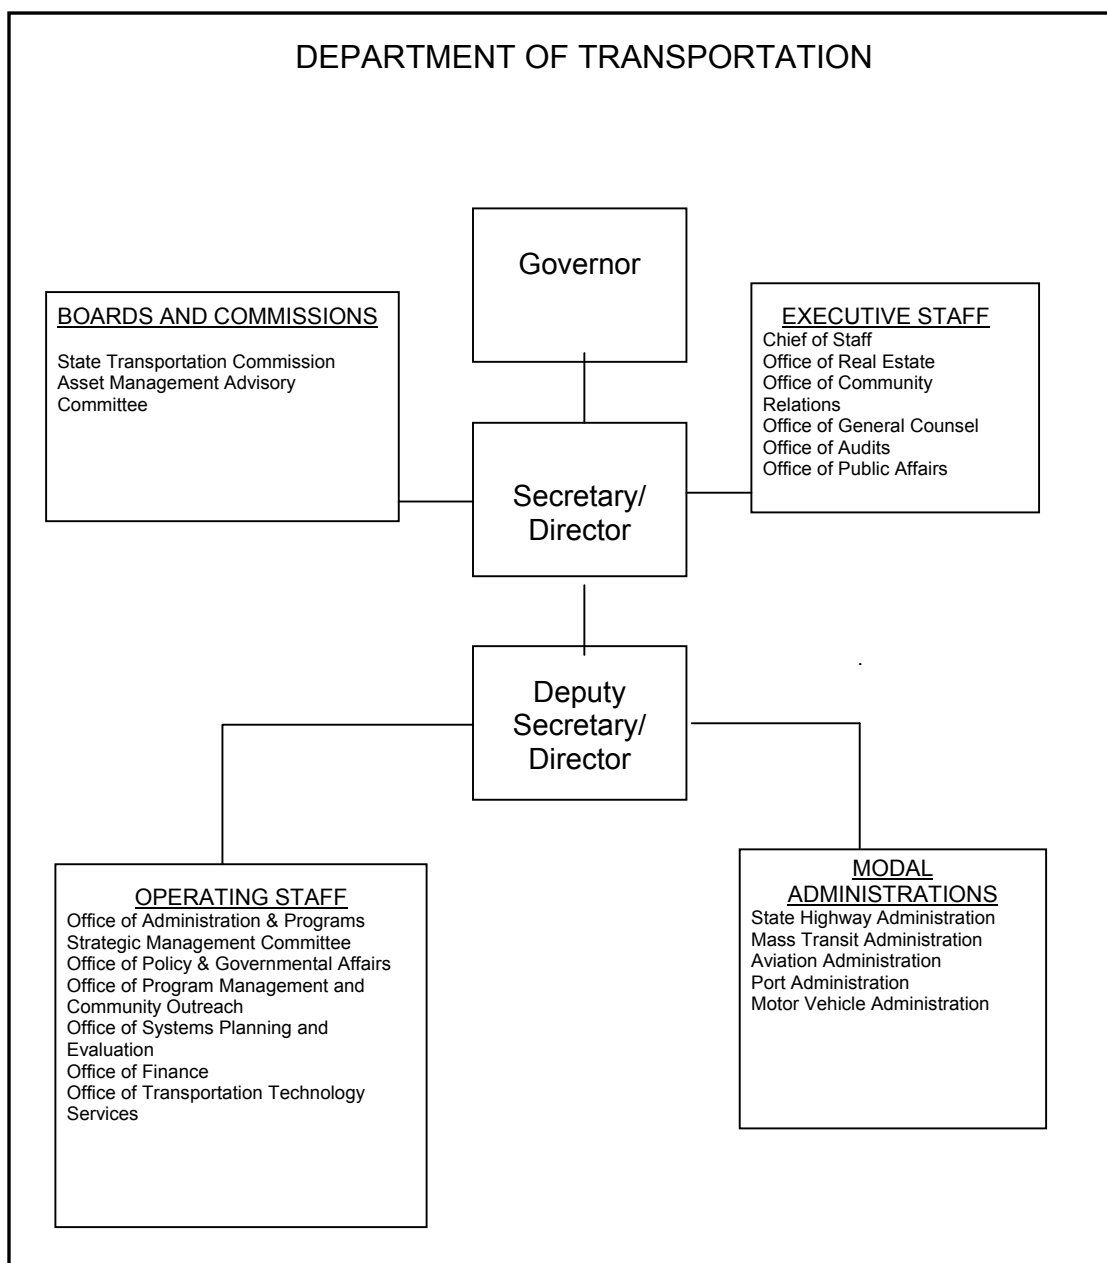 DEPARTMENT OF TRANSPORTATION
Governor
BOARDS AND COMMISSIONS
State Transportation Commission
Asset Management Advisory
Committee
EXECUTIVE STAFF
Chief of Staff
Office of Real Estate
Office of Community
Relations
Office of General Counsel
Office of Audits
Office of Public Affairs
Secretary/
Director
Deputy
Secretary/
Director
OPERATING STAFF
Office of Administration & Programs
Strategic Management Committee
Office of Policy & Governmental Affairs
Office of Program Management and
Community Outreach
Office of Systems Planning and
Evaluation
Office of Finance
Office of Transportation Technology
Services
MODAL
ADMINISTRATIONS
State Highway Administration
Mass Transit Administration
Aviation Administration
Port Administration
Motor Vehicle Administration